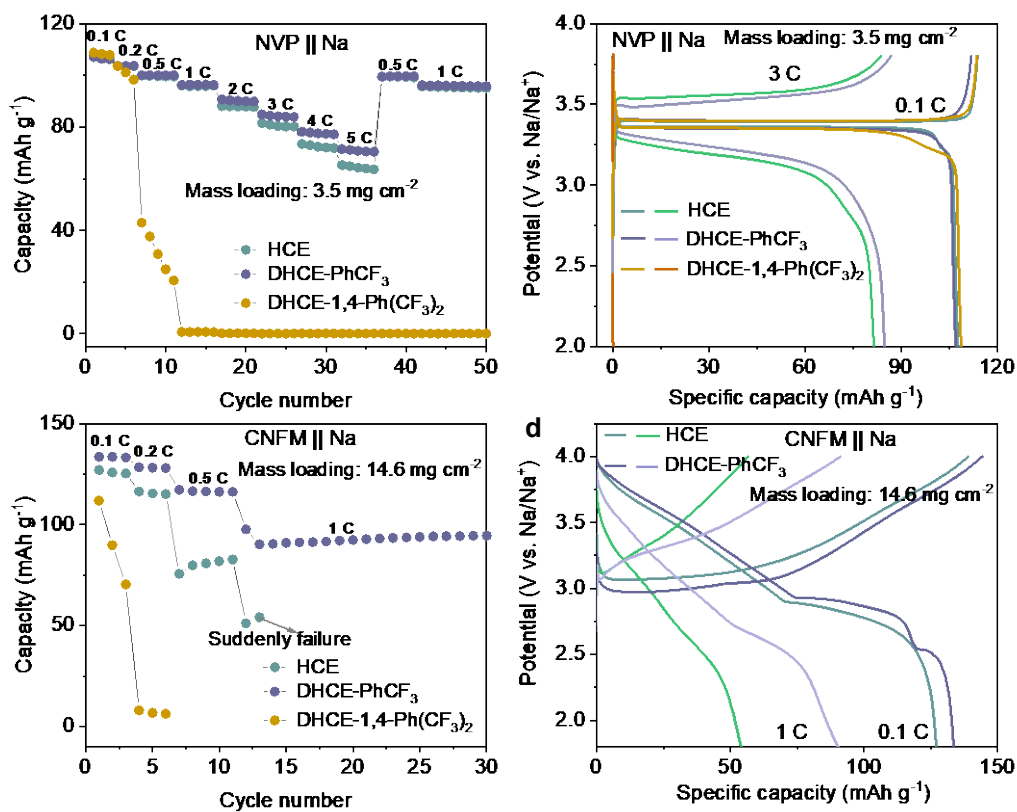 120
80
40
0
0.1 C
0.2 C
0.5 C
1 C
2 C
3 C
4 C
5 C
0.5 C
1 C
NVP || Na
Mass loading: 3.5 mg cm⁻²
HCE
DHCE-PhCF₃
DHCE-1,4-Ph(CF₃)₂
Capacity (mAh g⁻¹)
0 10 20 30 40 50
Cycle number
4.0
3.5
3.0
2.5
2.0
NVP || Na
Mass loading: 3.5 mg cm⁻²
3 C
0.1 C
HCE
DHCE-PhCF₃
DHCE-1,4-Ph(CF₃)₂
Potential (V vs. Na/Na⁺)
0 30 60 90 120
Specific capacity (mAh g⁻¹)
150
100
50
0
CNFM || Na
0.1 C
0.2 C
Mass loading: 14.6 mg cm⁻²
0.5 C
1 C
Suddenly failure
HCE
DHCE-PhCF₃
DHCE-1,4-Ph(CF₃)₂
Capacity (mAh g⁻¹)
0 5 10 15 20 25 30
Cycle number
d
4.0
3.5
3.0
2.5
2.0
HCE
CNFM || Na
DHCE-PhCF₃
Mass loading: 14.6 mg cm⁻²
1 C
0.1 C
Potential (V vs. Na/Na⁺)
0 50 100 150
Specific capacity (mAh g⁻¹)